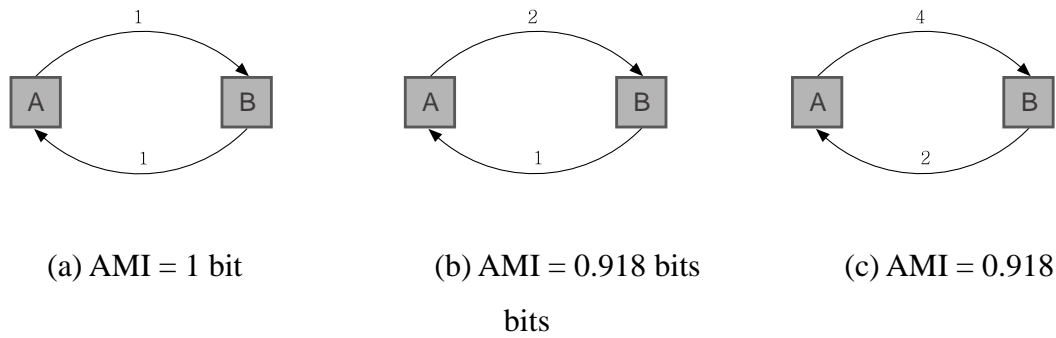 1 2 4
A B A B A B
1 1 2
(a) AMI = 1 bit (b) AMI = 0.918 bits (c) AMI = 0.918
bits